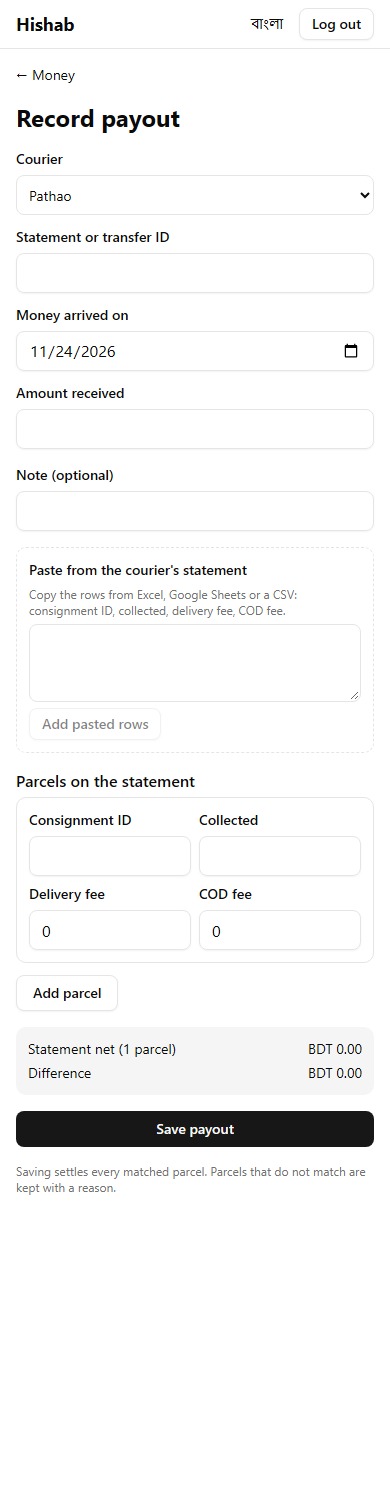 Hishab
বাংলা
Log out
← Money
Record payout
Courier
Pathao
Statement or transfer ID
Money arrived on
11/24/2026
Amount received
Note (optional)
Paste from the courier's statement
Copy the rows from Excel, Google Sheets or a CSV:
consignment ID, collected, delivery fee, COD fee.
Add pasted rows
Parcels on the statement
Consignment ID
Collected
Delivery fee
COD fee
0
0
Add parcel
Statement net (1 parcel)
BDT 0.00
Difference
BDT 0.00
Save payout
Saving settles every matched parcel. Parcels that do not match are
kept with a reason.